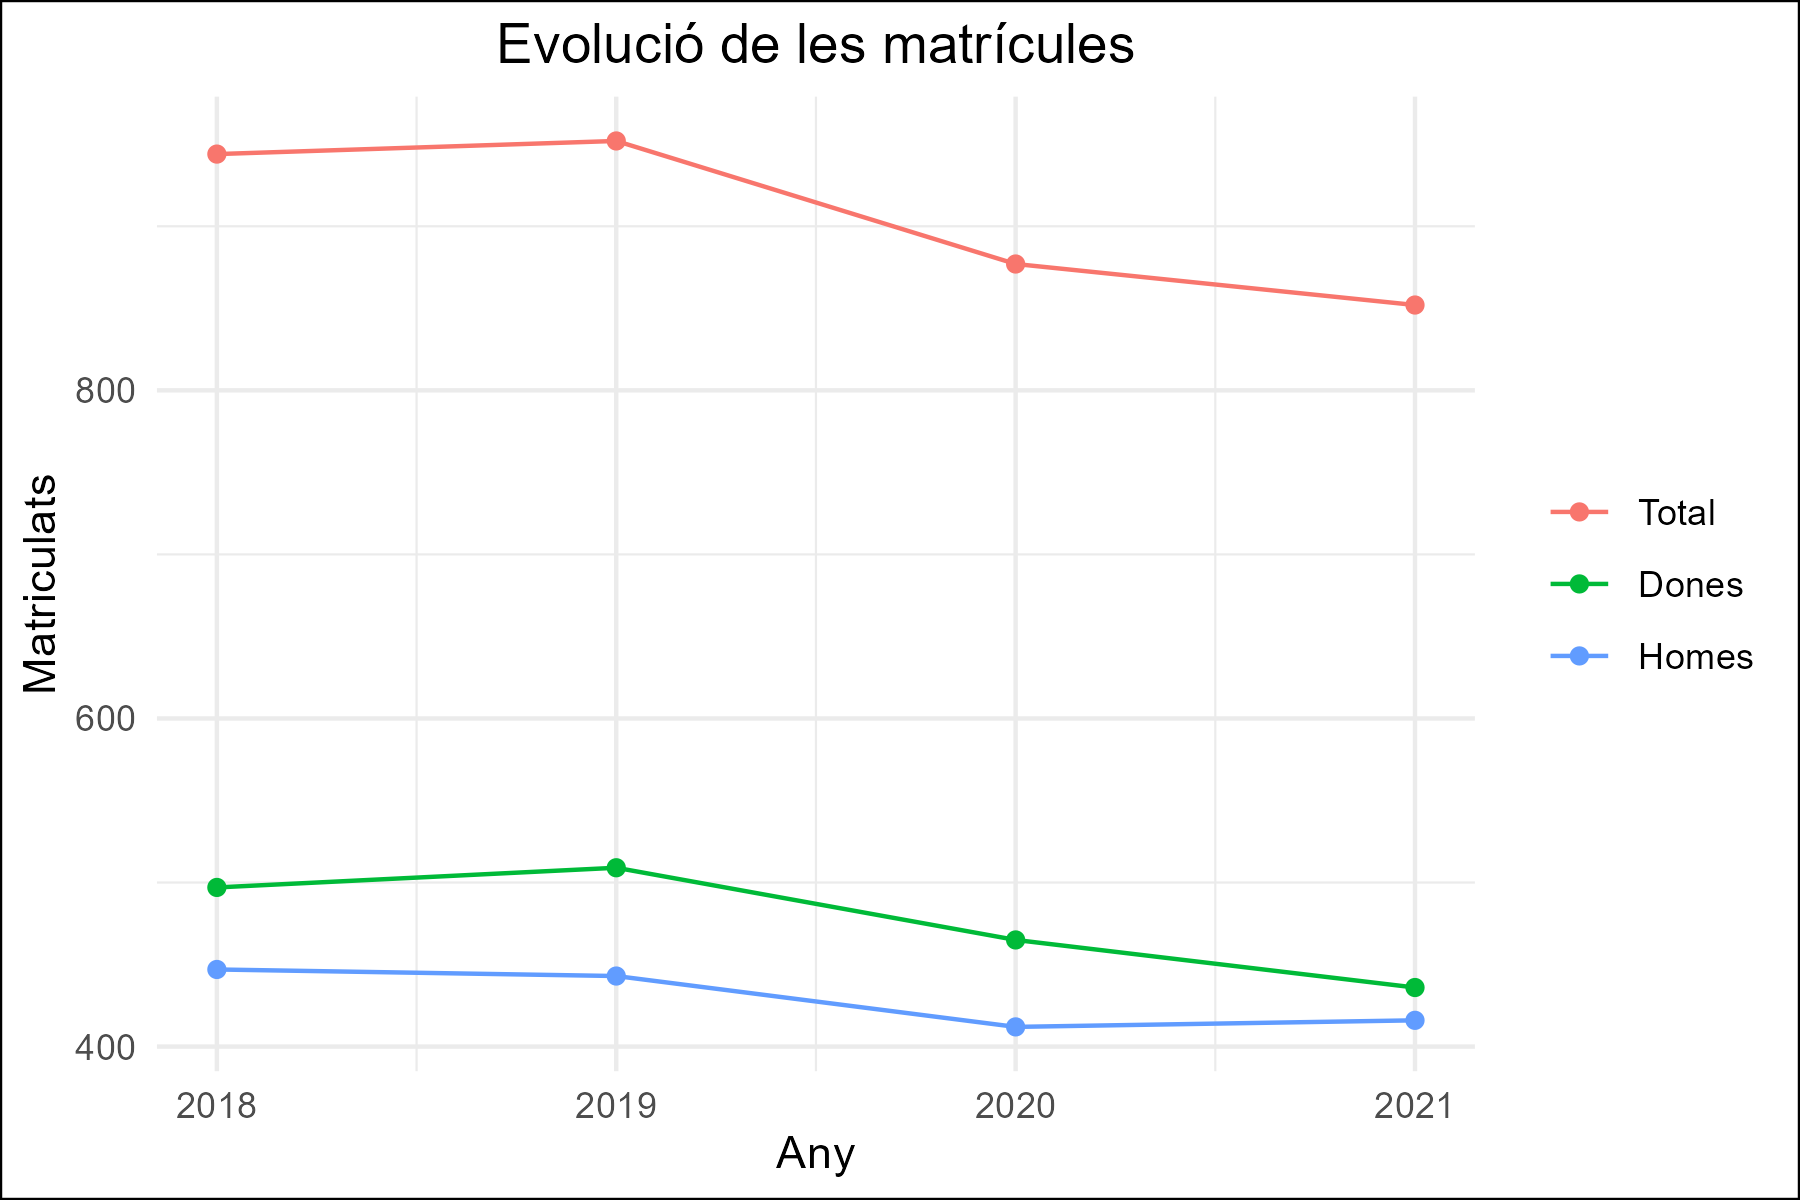 Evolució de les matrícules
Matriculats
800
600
400
2018 2019 2020 2021
Any
Total
Dones
Homes